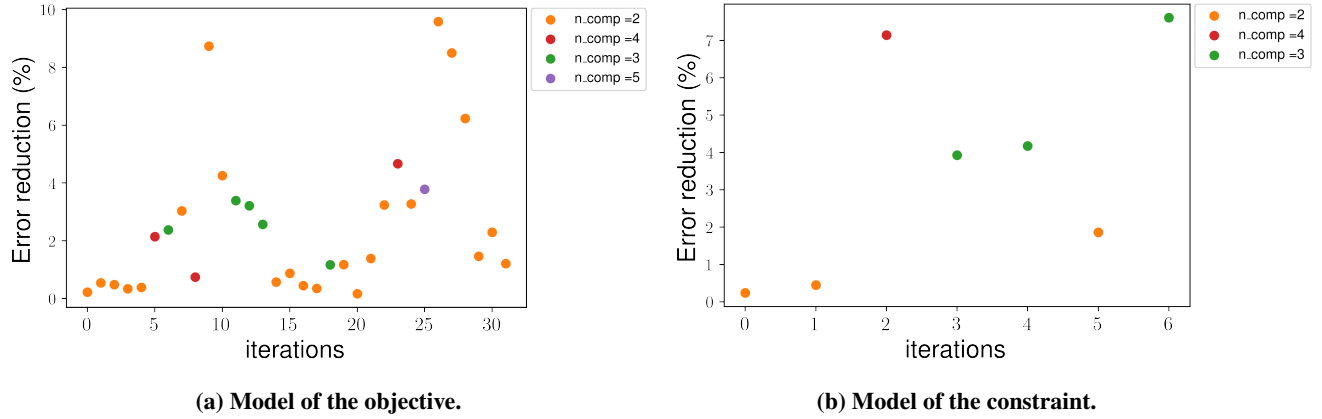 10
8
6
4
2
0
Error reduction (%)
0 5 10 15 20 25 30
iterations
n_comp =2
n_comp =4
n_comp =3
n_comp =5
(a) Model of the objective.
7
6
5
4
3
2
1
0
Error reduction (%)
0 1 2 3 4 5 6
iterations
n_comp =2
n_comp =4
n_comp =3
(b) Model of the constraint.